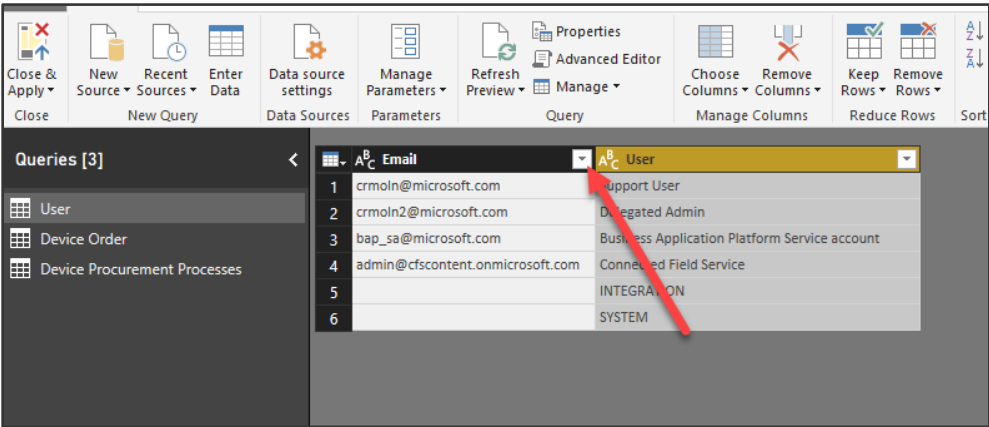 Close & Apply
New Source
Recent Sources
Enter Data
Data source settings
Manage Parameters
Refresh Preview
Properties
Advanced Editor
Manage
Choose Columns
Remove Columns
Keep Rows
Remove Rows
Close
New Query
Data Sources
Parameters
Query
Manage Columns
Reduce Rows
Sort
Queries [3]
User
Device Order
Device Procurement Processes
ABC Email ABC User
1 crmoln@microsoft.com Support User
2 crmoln2@microsoft.com Delegated Admin
3 bap_sa@microsoft.com Business Application Platform Service account
4 admin@cfscontent.onmicrosoft.com Connected Field Service
5 INTEGRATION
6 SYSTEM